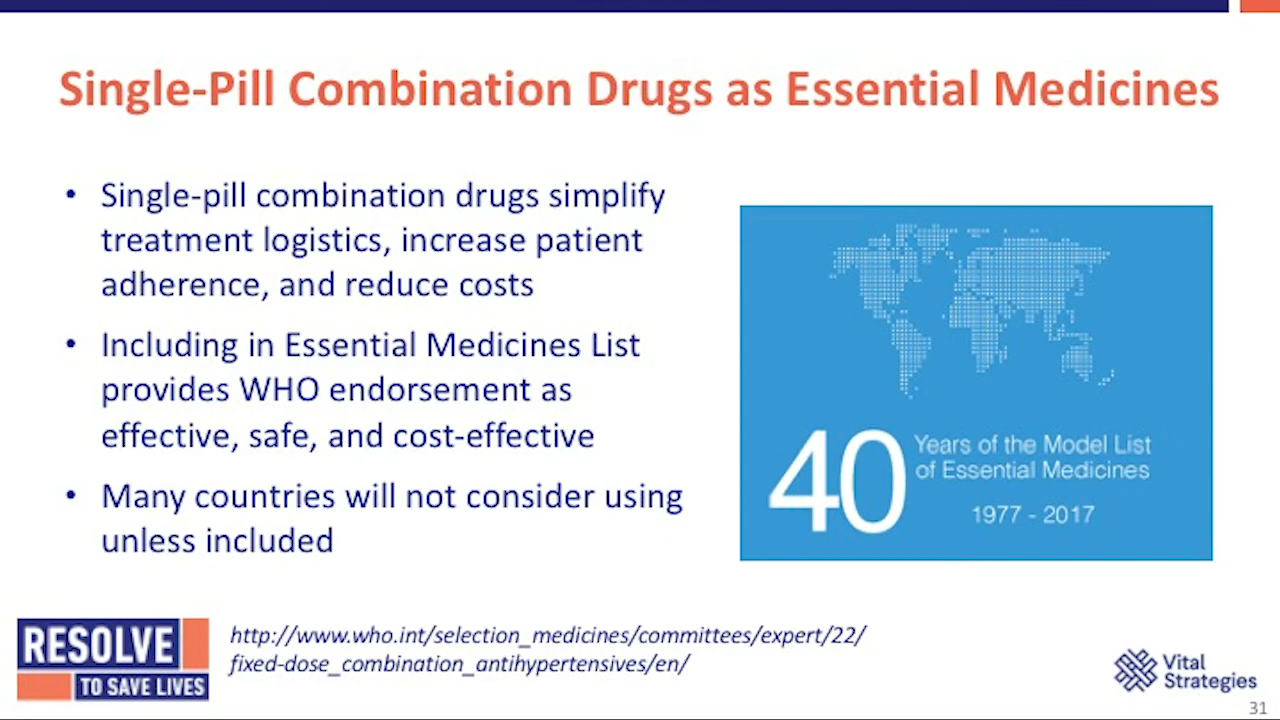 Single-Pill Combination Drugs as Essential Medicines
• Single-pill combination drugs simplify
treatment logistics, increase patient
adherence, and reduce costs
• Including in Essential Medicines List
provides WHO endorsement as
effective, safe, and cost-effective
• Many countries will not consider using
unless included
40 Years of the Model List
of Essential Medicines
1977 - 2017
RESOLVE
TO SAVE LIVES
http://www.who.int/selection_medicines/committees/expert/22/
fixed-dose_combination_antihypertensives/en/
Vital
Strategies
31